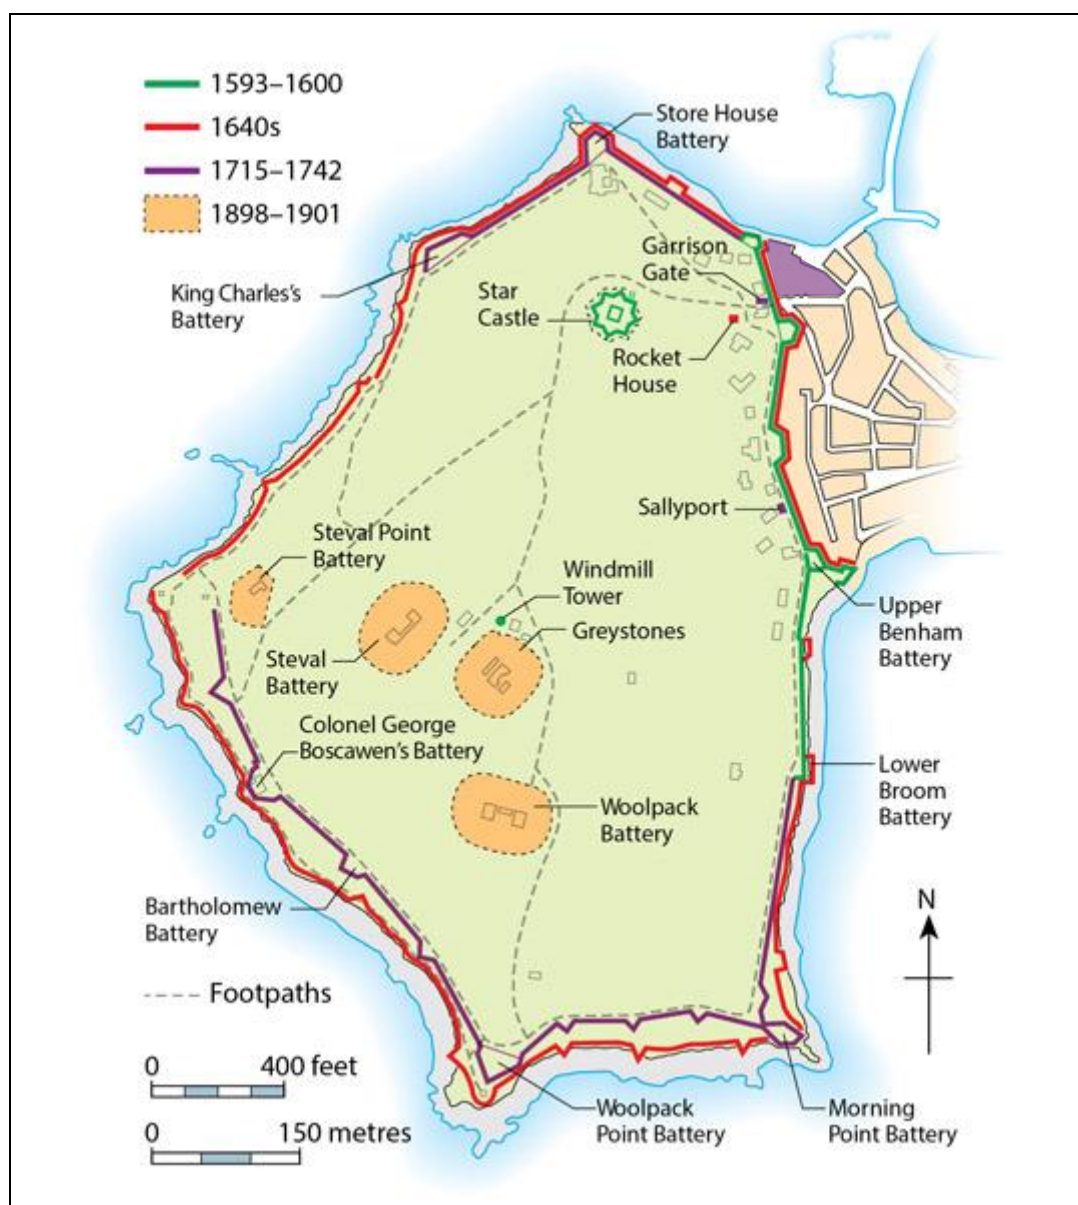 1593–1600
1640s
1715–1742
1898–1901
Store House
Battery
Garrison
Gate
King Charles's
Battery
Star
Castle
Rocket
House
Sallyport
Steval Point
Battery
Windmill
Tower
Greystones
Upper
Benham
Battery
Steval
Battery
Colonel George
Boscawen's Battery
Lower
Broom
Battery
Woolpack
Battery
Bartholomew
Battery
N
Footpaths
0 400 feet
0 150 metres
Woolpack
Point Battery
Morning
Point Battery